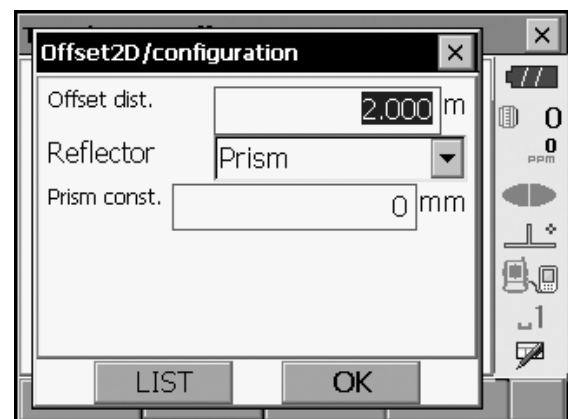 Offset2D/configuration
Offset dist. 2.000 m
Reflector Prism
Prism const. 0 mm
LIST OK
0
0
PPM
1